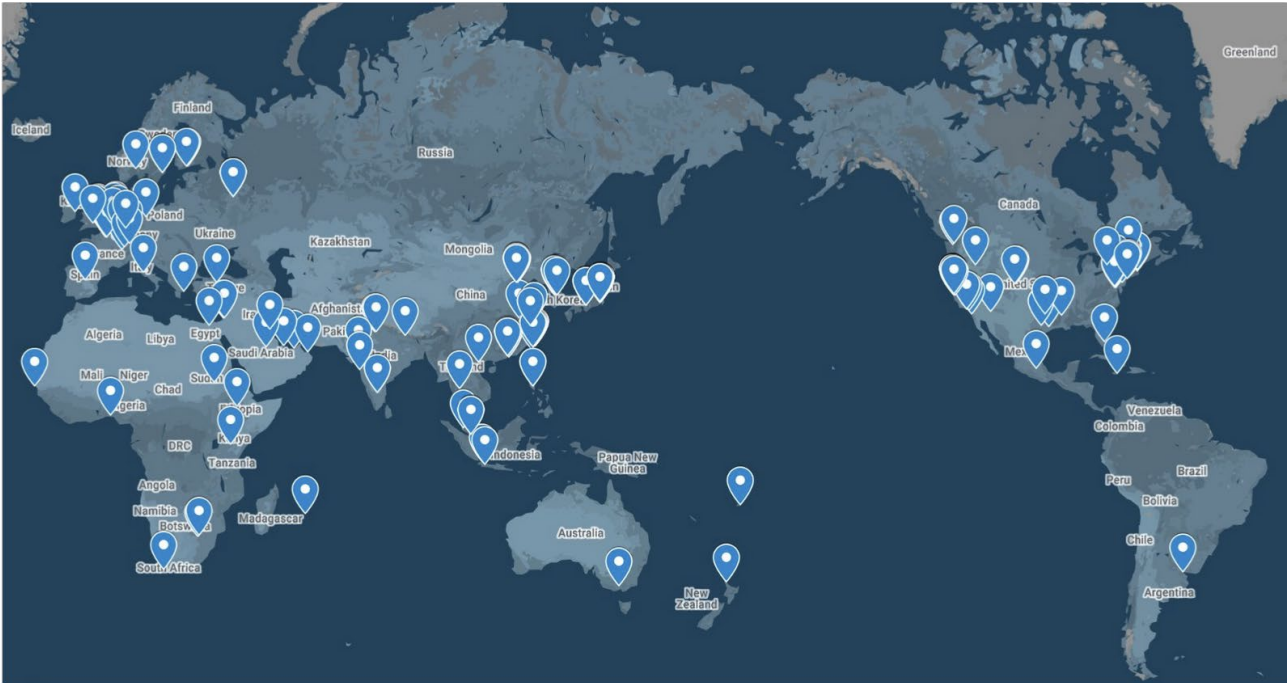 Greenland
Iceland
Finland
Russia
Canada
Poland
Ukraine
Kazakhstan
Mongolia
China
Algeria
Libya
Egypt
Saudi Arabia
Mali
Niger
Chad
Venezuela
Colombia
DRC
Tanzania
Indonesia
Papua New
Guinea
Peru
Brazil
Angola
Bolivia
Namibia
Madagascar
Australia
Chile
South Africa
New
Zealand
Argentina